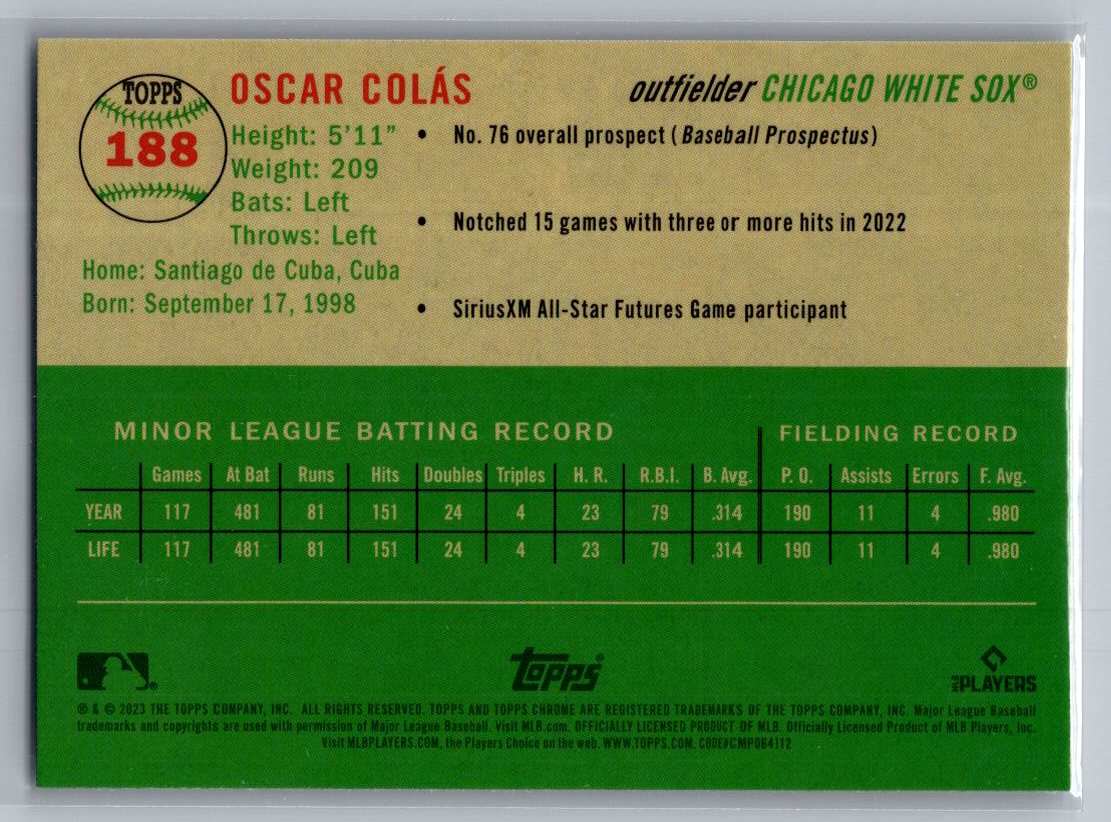 TOPPS
188
OSCAR COLÁS
outfielder CHICAGO WHITE SOX®
Height: 5'11"
Weight: 209
Bats: Left
Throws: Left
Home: Santiago de Cuba, Cuba
Born: September 17, 1998
• No. 76 overall prospect (Baseball Prospectus)
• Notched 15 games with three or more hits in 2022
• SiriusXM All-Star Futures Game participant
MINOR LEAGUE BATTING RECORD FIELDING RECORD
Games At Bat Runs Hits Doubles Triples H. R. R.B.I. B. Avg. P. O. Assists Errors F. Avg.
YEAR 117 481 81 151 24 4 23 79 .314 190 11 4 .980
LIFE 117 481 81 151 24 4 23 79 .314 190 11 4 .980
topps®
MLB PLAYERS
® & © 2023 THE TOPPS COMPANY, INC. ALL RIGHTS RESERVED. TOPPS AND TOPPS CHROME ARE REGISTERED TRADEMARKS OF THE TOPPS COMPANY, INC. Major League Baseball
trademarks and copyrights are used with permission of Major League Baseball. Visit MLB.com. OFFICIALLY LICENSED PRODUCT OF MLB. Officially Licensed Product of MLB Players, Inc.
Visit MLBPLAYERS.COM, the Players Choice on the web. WWW.TOPPS.COM. CODE#CMP064112